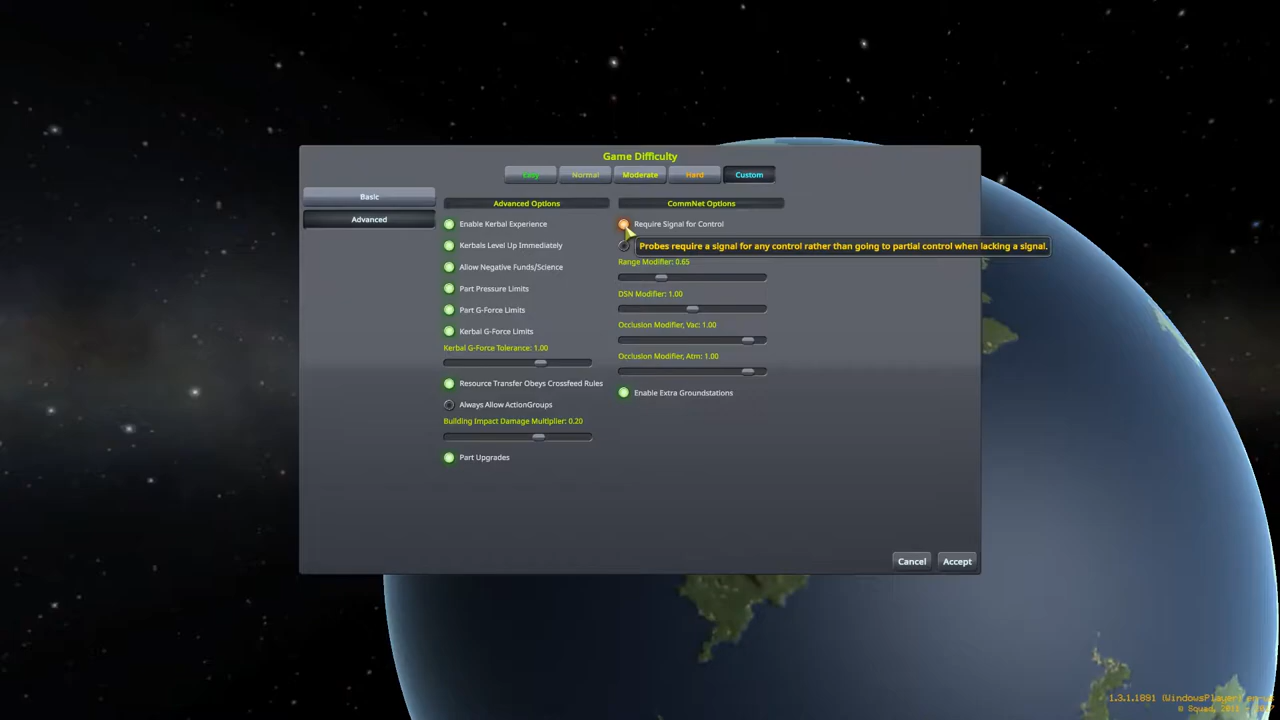 Game Difficulty
Easy
Normal
Moderate
Hard
Custom
Basic
Advanced
Advanced Options
Enable Kerbal Experience
Kerbals Level Up Immediately
Allow Negative Funds/Science
Part Pressure Limits
Part G-Force Limits
Kerbal G-Force Limits
Kerbal G-Force Tolerance: 1.00
Resource Transfer Obeys Crossfeed Rules
Always Allow ActionGroups
Building Impact Damage Multiplier: 0.20
Part Upgrades
CommNet Options
Require Signal for Control
Probes require a signal for any control rather than going to partial control when lacking a signal.
Range Modifier: 0.65
DSN Modifier: 1.00
Occlusion Modifier, Vac: 1.00
Occlusion Modifier, Atm: 1.00
Enable Extra Groundstations
Cancel
Accept
1.3.1.1891 (WindowsPlayer)
© Squad, 2011